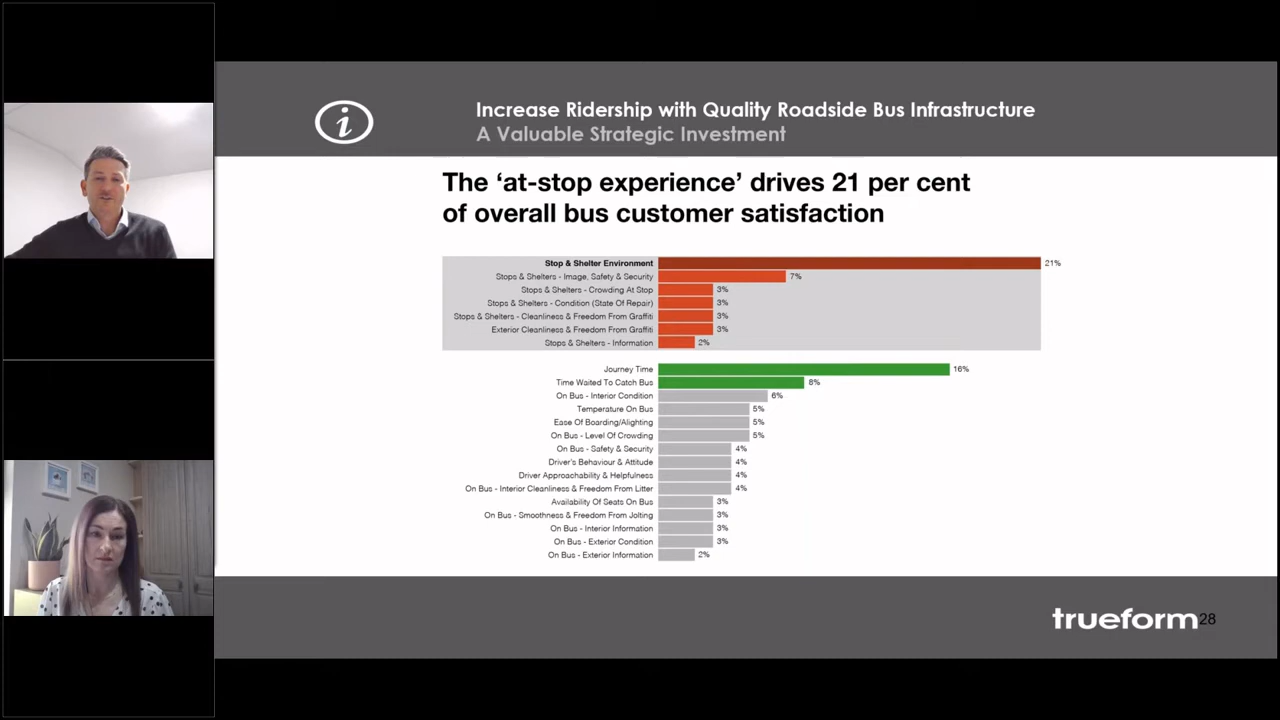 Increase Ridership with Quality Roadside Bus Infrastructure
A Valuable Strategic Investment
The ‘at-stop experience’ drives 21 per cent
of overall bus customer satisfaction
Stop & Shelter Environment 21%
Stops & Shelters - Image, Safety & Security 7%
Stops & Shelters - Crowding At Stop 3%
Stops & Shelters - Condition (State Of Repair) 3%
Stops & Shelters - Cleanliness & Freedom From Graffiti 3%
Exterior Cleanliness & Freedom From Graffiti 3%
Stops & Shelters - Information 2%
Journey Time 16%
Time Waited To Catch Bus 8%
On Bus - Interior Condition 6%
Temperature On Bus 5%
Ease Of Boarding/Alighting 5%
On Bus - Level Of Crowding 5%
On Bus - Safety & Security 4%
Driver's Behaviour & Attitude 4%
Driver Approachability & Helpfulness 4%
On Bus - Interior Cleanliness & Freedom From Litter 4%
Availability Of Seats On Bus 3%
On Bus - Smoothness & Freedom From Jolting 3%
On Bus - Interior Information 3%
On Bus - Exterior Condition 3%
On Bus - Exterior Information 2%
trueform 28